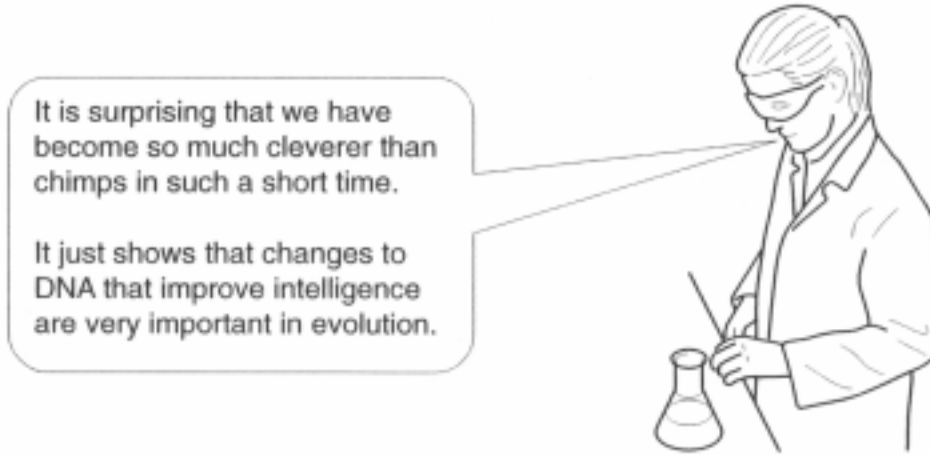 It is surprising that we have
become so much cleverer than
chimps in such a short time.
It just shows that changes to
DNA that improve intelligence
are very important in evolution.